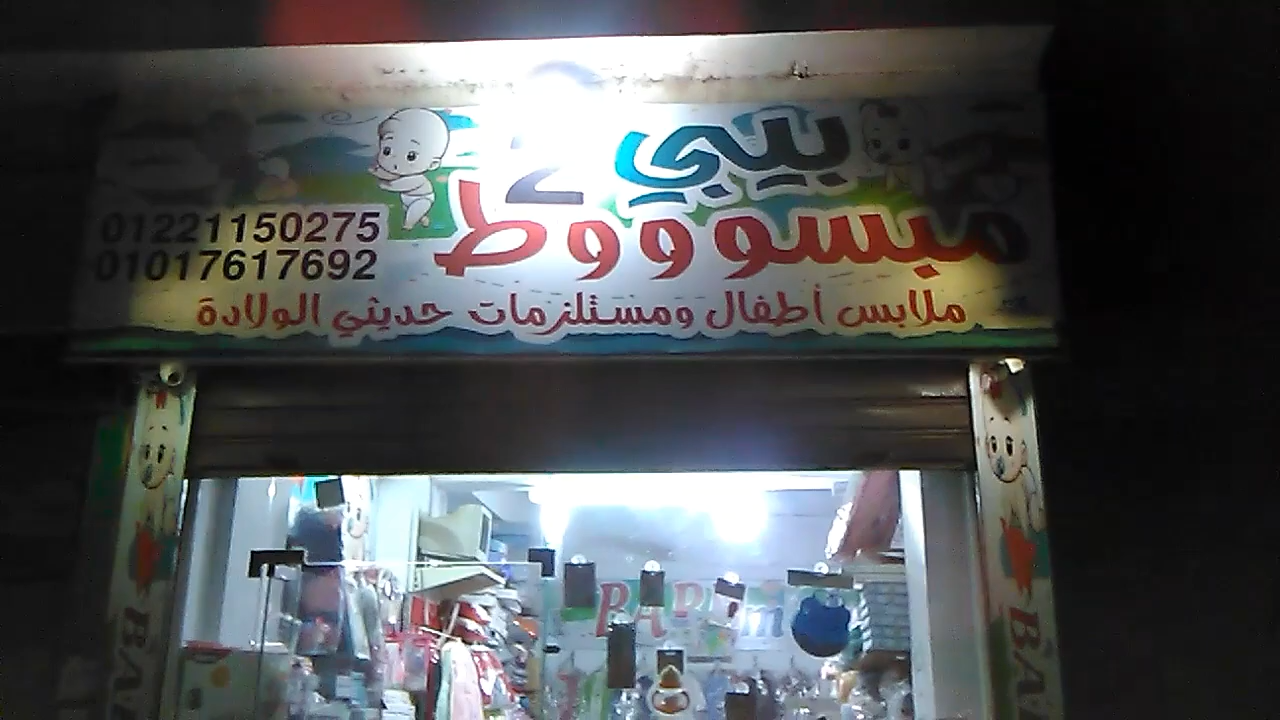 بيبي 2
مبسوووط
01221150275
01017617692
ملابس أطفال ومستلزمات حديثي الولادة